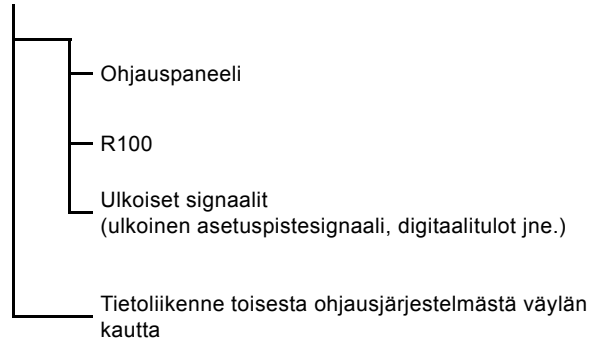 Ohjauspaneeli
R100
Ulkoiset signaalit
(ulkoinen asetuspistesignaali, digitaalitulot jne.)
Tietoliikenne toisesta ohjausjärjestelmästä väylän
kautta